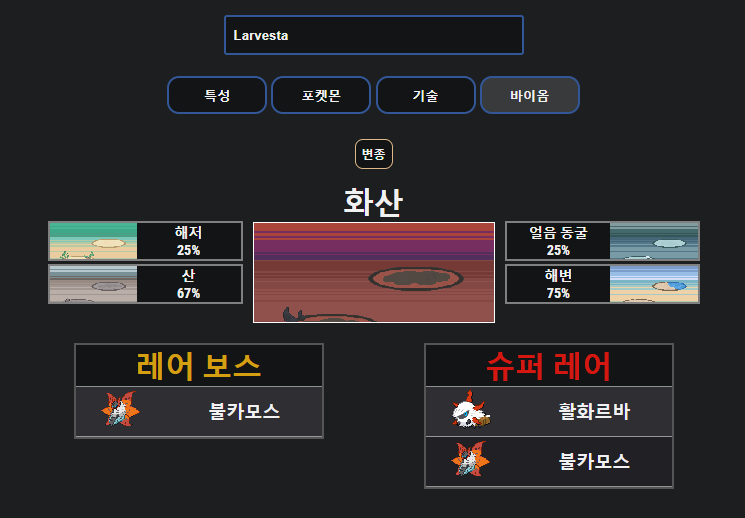 Larvesta
특성
포켓몬
기술
바이옴
변종
화산
해저
25%
산
67%
얼음 동굴
25%
해변
75%
레어 보스
불카모스
슈퍼 레어
활화르바
불카모스